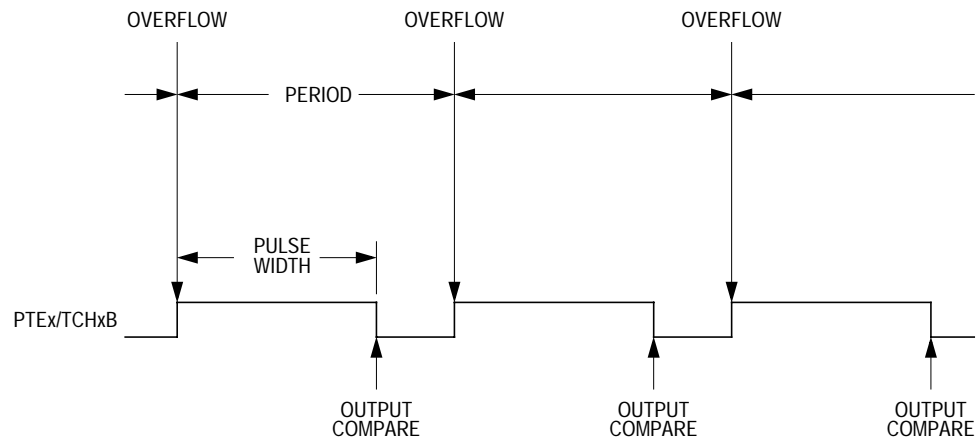 OVERFLOW
OVERFLOW
OVERFLOW
PERIOD
PULSE
WIDTH
PTEx/TCHxB
OUTPUT
COMPARE
OUTPUT
COMPARE
OUTPUT
COMPARE